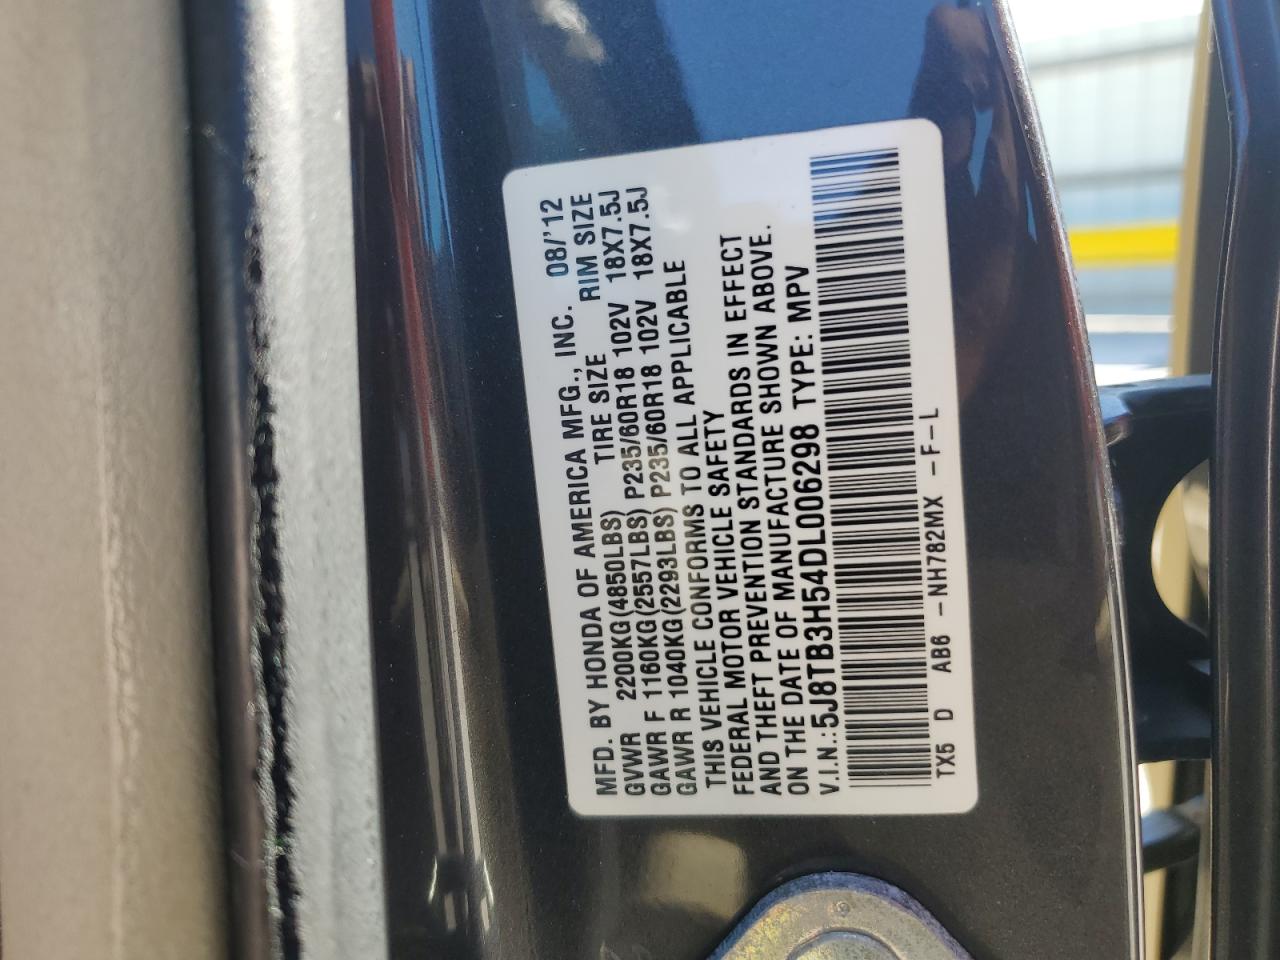 MFD. BY HONDA OF AMERICA MFG., INC. 08/'12
TIRE SIZE RIM SIZE
GVWR 2200KG(4850LBS)
GAWR F 1160KG(2557LBS) P235/60R18 102V 18X7.5J
GAWR R 1040KG(2293LBS) P235/60R18 102V 18X7.5J
THIS VEHICLE CONFORMS TO ALL APPLICABLE
FEDERAL MOTOR VEHICLE SAFETY
AND THEFT PREVENTION STANDARDS IN EFFECT
ON THE DATE OF MANUFACTURE SHOWN ABOVE.
V.I.N.:5J8TB3H54DL006298 TYPE: MPV
TX5 D AB6 -NH782MX -F-L